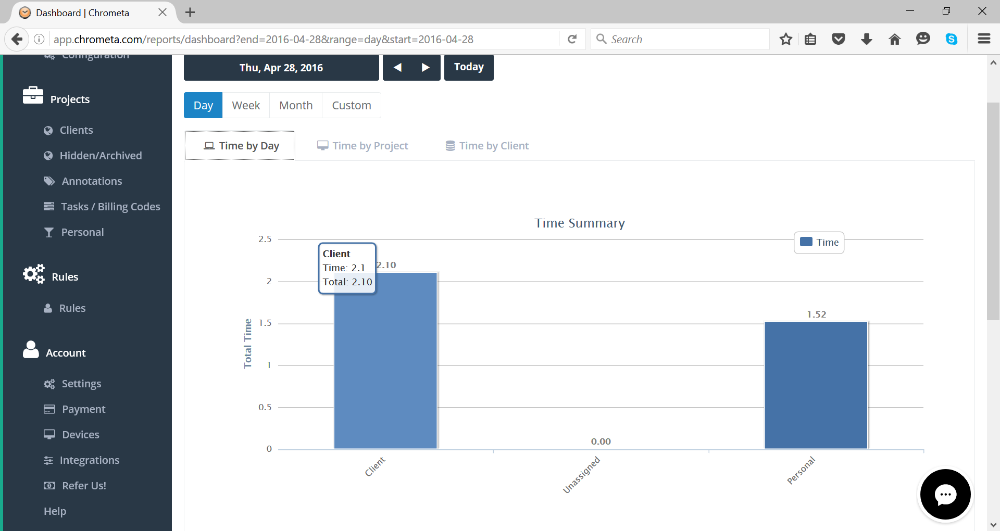 Dashboard | Chrometa
app.chrometa.com/reports/dashboard?end=2016-04-28&range=day&start=2016-04-28
Search
Configuration
Projects
Clients
Hidden/Archived
Annotations
Tasks / Billing Codes
Personal
Rules
Rules
Account
Settings
Payment
Devices
Integrations
Refer Us!
Help
Thu, Apr 28, 2016
Today
Day Week Month Custom
Time by Day Time by Project Time by Client
Time Summary
Time
2.5
2
1.5
1
0.5
0
Total Time
Client
Time: 2.1
Total: 2.10
2.10
0.00
1.52
Client
Unassigned
Personal